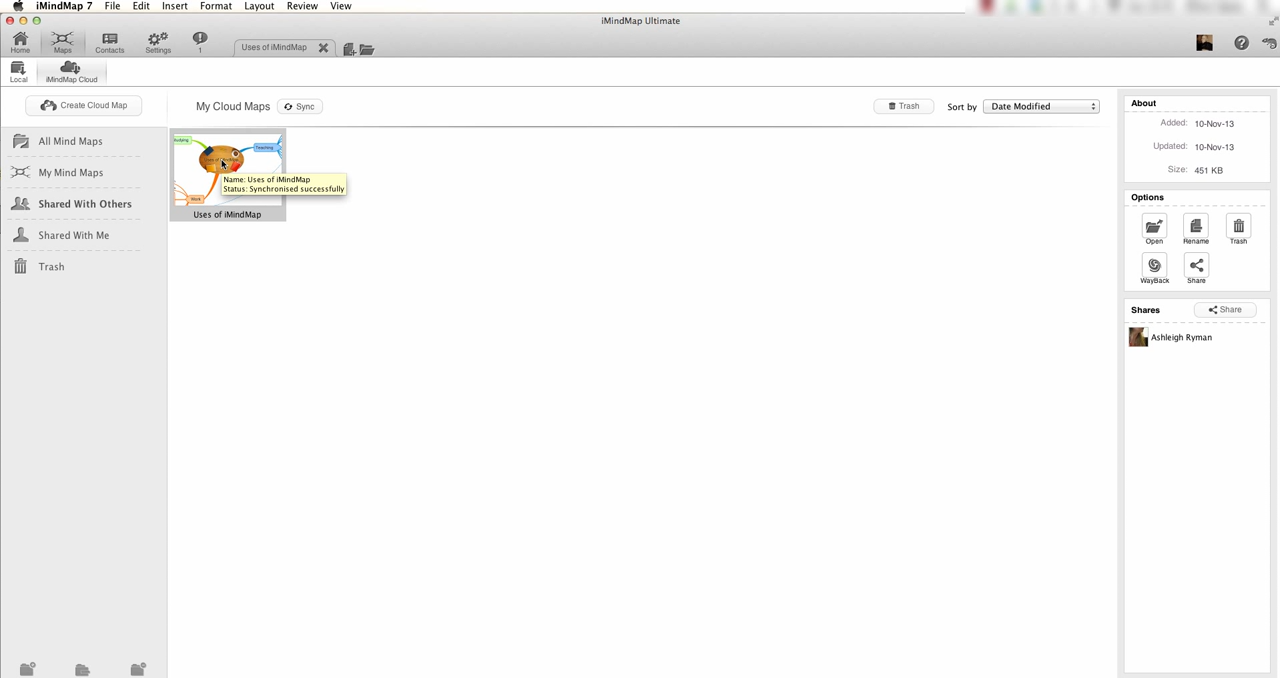 iMindMap 7 File Edit Insert Format Layout Review View
iMindMap Ultimate
Home Maps Contacts Settings 1 Uses of iMindMap
Local iMindMap Cloud
Create Cloud Map
My Cloud Maps Sync Trash Sort by Date Modified
All Mind Maps
My Mind Maps
Shared With Others
Shared With Me
Trash
Teaching
Work
Name: Uses of iMindMap
Status: Synchronised successfully
Uses of iMindMap
About
Added: 10-Nov-13
Updated: 10-Nov-13
Size: 451 KB
Options
Open Rename Trash
WayBack Share
Shares Share
Ashleigh Ryman